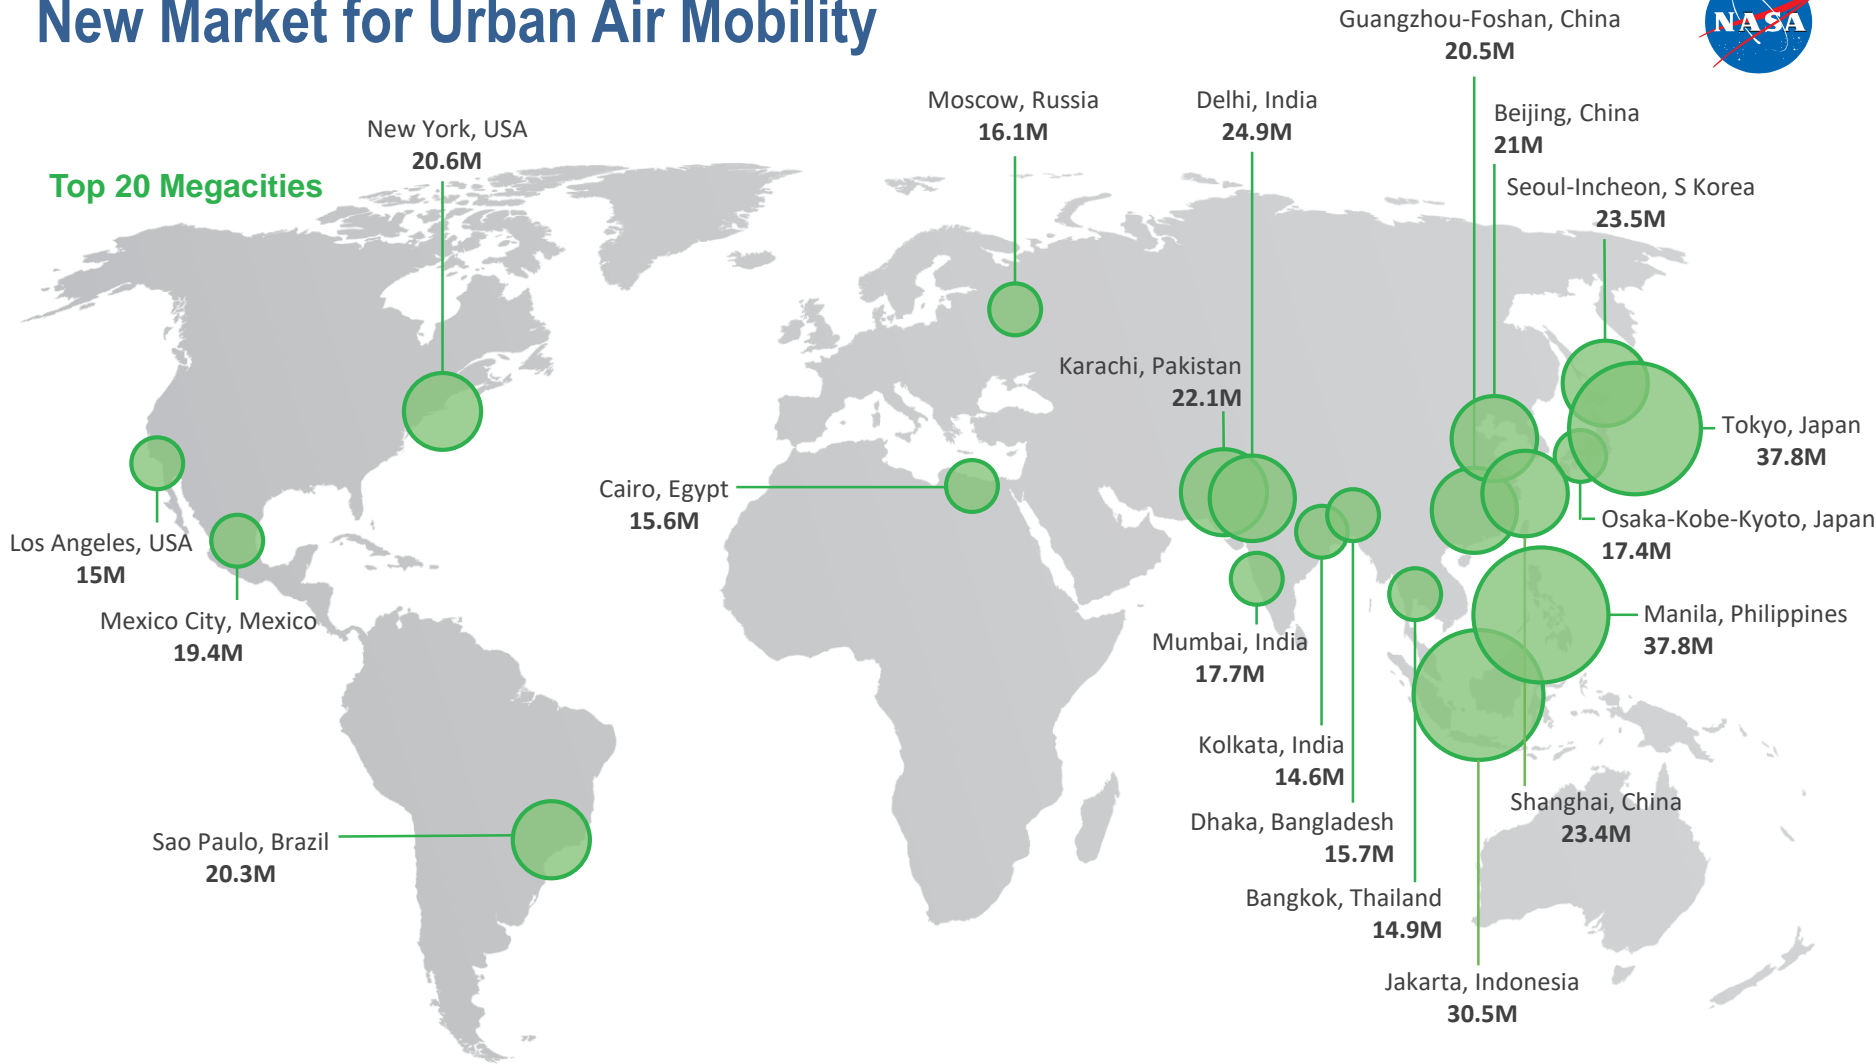 New Market for Urban Air Mobility
NASA
Top 20 Megacities
Guangzhou-Foshan, China
20.5M
Moscow, Russia
16.1M
Delhi, India
24.9M
Beijing, China
21M
New York, USA
20.6M
Seoul-Incheon, S Korea
23.5M
Karachi, Pakistan
22.1M
Tokyo, Japan
37.8M
Cairo, Egypt
15.6M
Osaka-Kobe-Kyoto, Japan
17.4M
Los Angeles, USA
15M
Mexico City, Mexico
19.4M
Manila, Philippines
37.8M
Mumbai, India
17.7M
Kolkata, India
14.6M
Shanghai, China
23.4M
Dhaka, Bangladesh
15.7M
Sao Paulo, Brazil
20.3M
Bangkok, Thailand
14.9M
Jakarta, Indonesia
30.5M